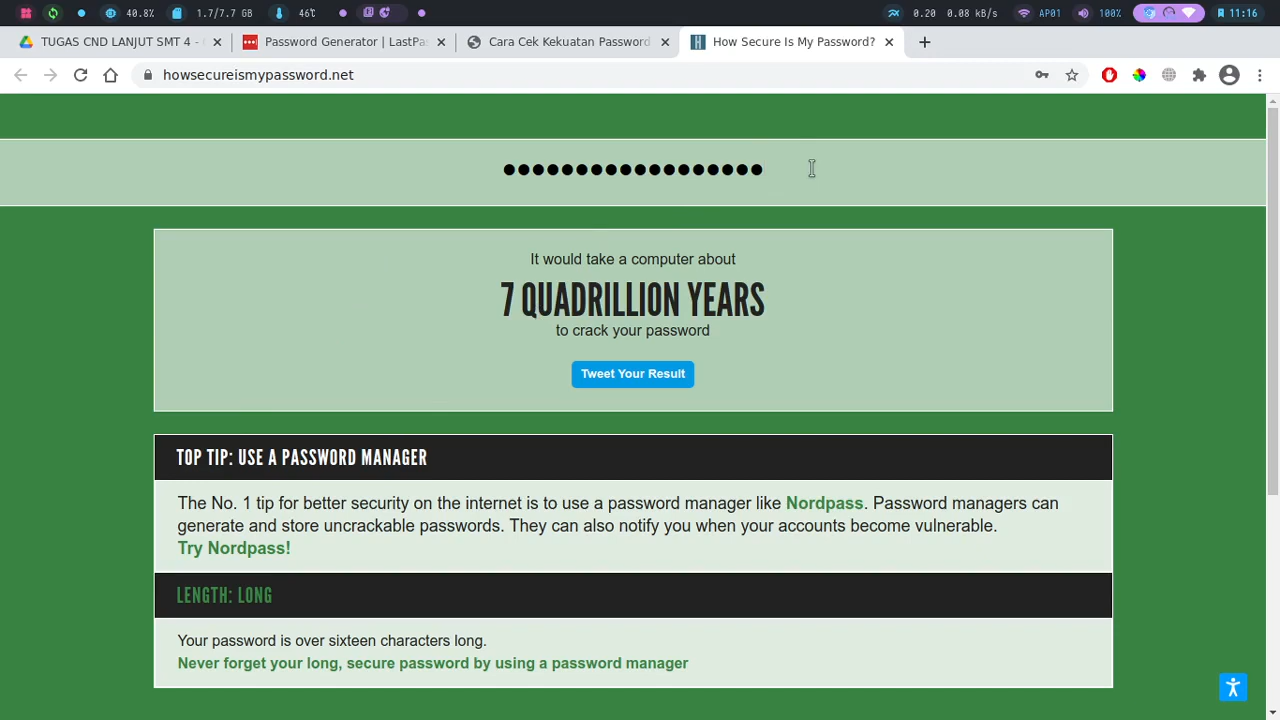 40.8%
1.7/7.7 GB
46℃
0.20
0.08 kB/s
AP01
100%
11:16
TUGAS CND LANJUT SMT 4 -
Password Generator | LastPa
Cara Cek Kekuatan Password
How Secure Is My Password?
howsecureismypassword.net
●●●●●●●●●●●●●●●●●●
It would take a computer about
7 QUADRILLION YEARS
to crack your password
Tweet Your Result
TOP TIP: USE A PASSWORD MANAGER
The No. 1 tip for better security on the internet is to use a password manager like Nordpass. Password managers can
generate and store uncrackable passwords. They can also notify you when your accounts become vulnerable.
Try Nordpass!
LENGTH: LONG
Your password is over sixteen characters long.
Never forget your long, secure password by using a password manager